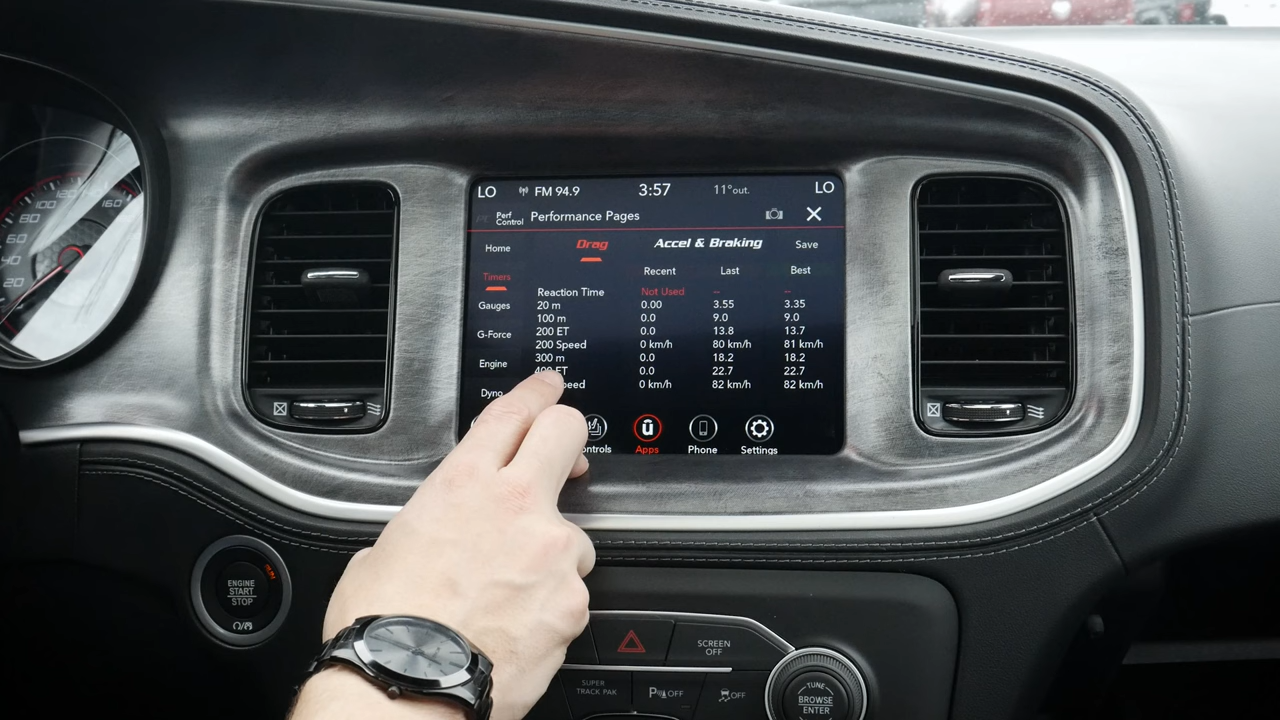 LO FM 94.9 3:57 11°out. LO
Perf Control Performance Pages
Home Drag Accel & Braking Save
Timers
Recent Last Best
Reaction Time Not Used -- --
Gauges 20 m 0.00 3.55 3.35
100 m 0.0 9.0 9.0
G-Force 200 ET 0.0 13.8 13.7
200 Speed 0 km/h 80 km/h 81 km/h
Engine 300 m 0.0 18.2 18.2
ET 0.0 22.7 22.7
Dyno 0 km/h 82 km/h 82 km/h
Apps Phone Settings
20
40
60
80
100
120
160
ENGINE
START
STOP
SCREEN
OFF
SUPER
TRACK PAK
P OFF
OFF
TUNE
BROWSE
ENTER